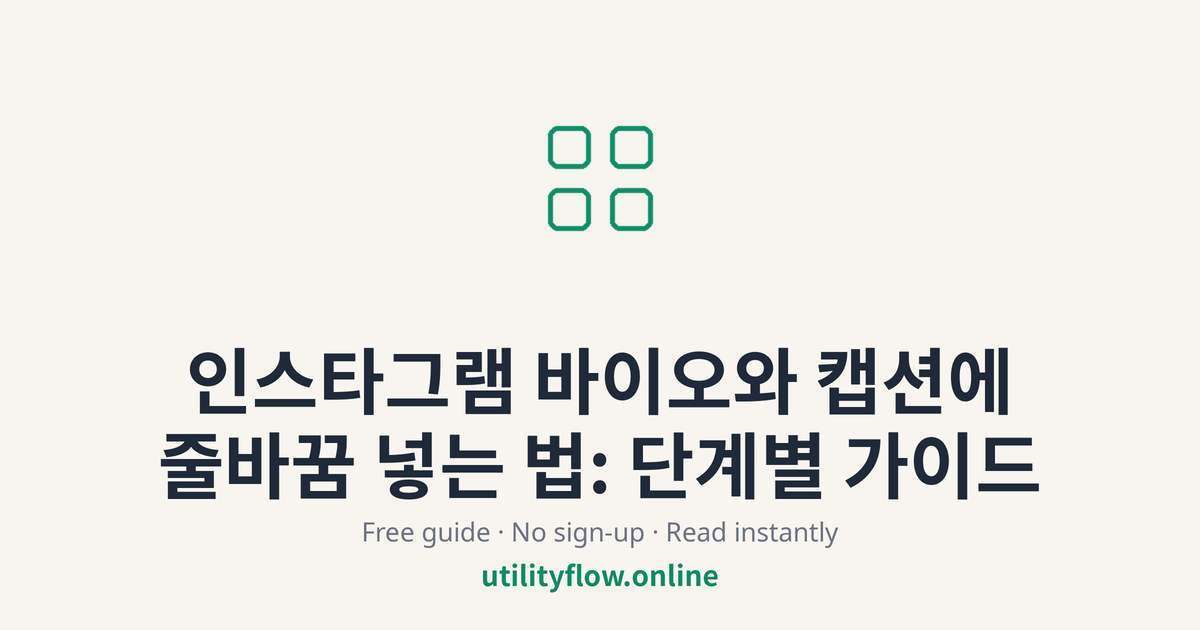 인스타그램 바이오와 캡션에
줄바꿈 넣는 법: 단계별 가이드
Free guide · No sign-up · Read instantly
utilityflow.online